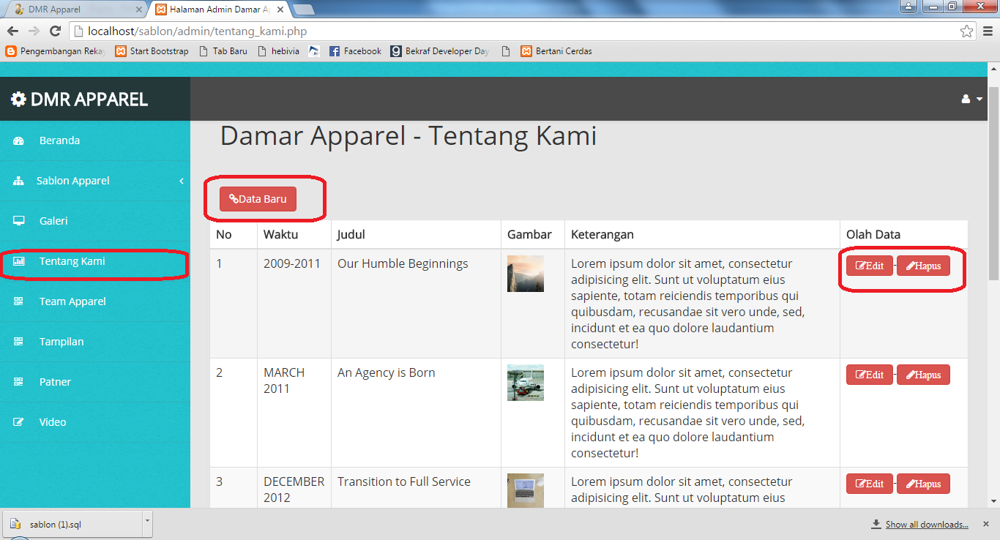 DMR Apparel
Halaman Admin Damar Ap
localhost/sablon/admin/tentang_kami.php
Pengembangan Reka
Start Bootstrap
Tab Baru
hebivia
Facebook
Bekraf Developer Day
Bertani Cerdas
DMR APPAREL
Beranda
Sablon Apparel
Galeri
Tentang Kami
Team Apparel
Tampilan
Patner
Video
Damar Apparel - Tentang Kami
Data Baru
No Waktu Judul Gambar Keterangan Olah Data
1 2009-2011 Our Humble Beginnings Lorem ipsum dolor sit amet, consectetur Edit - Hapus
adipisicing elit. Sunt ut voluptatum eius
sapiente, totam reiciendis temporibus qui
quibusdam, recusandae sit vero unde, sed,
incidunt et ea quo dolore laudantium
consectetur!
2 MARCH An Agency is Born Lorem ipsum dolor sit amet, consectetur Edit - Hapus
2011 adipisicing elit. Sunt ut voluptatum eius
sapiente, totam reiciendis temporibus qui
quibusdam, recusandae sit vero unde, sed,
incidunt et ea quo dolore laudantium
consectetur!
3 DECEMBER Transition to Full Service Lorem ipsum dolor sit amet, consectetur Edit - Hapus
2012 adipisicing elit. Sunt ut voluptatum eius
sablon (1).sql
Show all downloads...